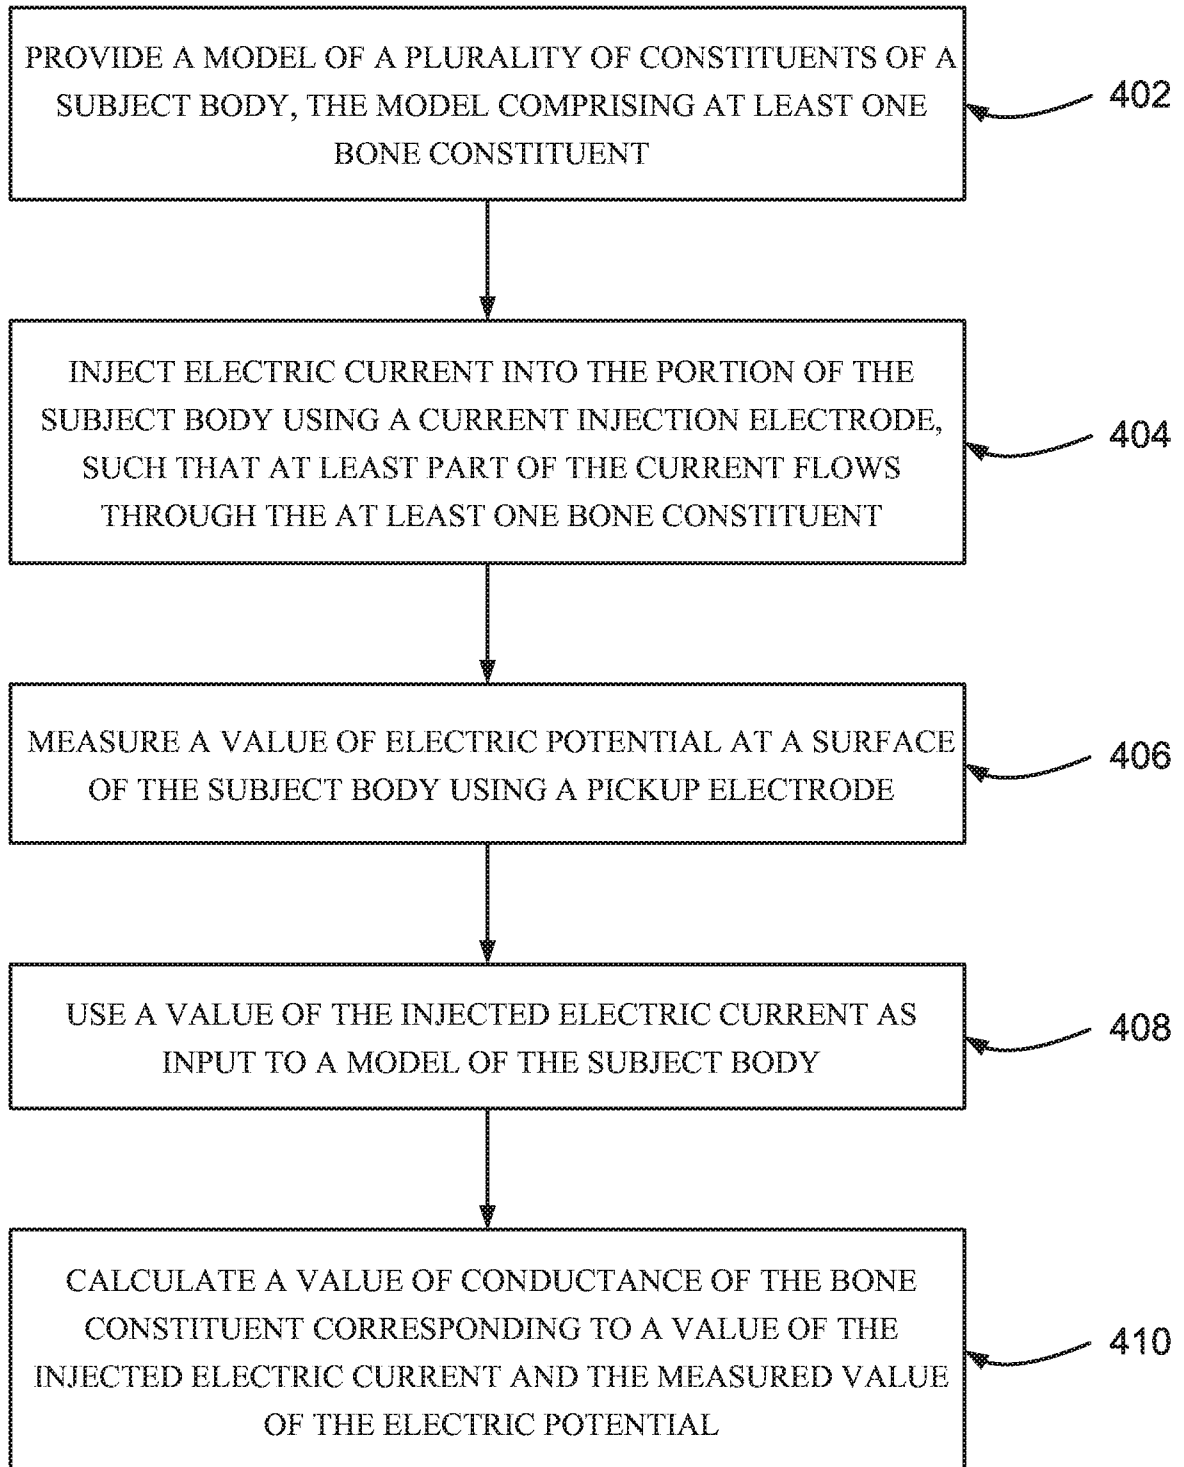 PROVIDE A MODEL OF A PLURALITY OF CONSTITUENTS OF A
SUBJECT BODY, THE MODEL COMPRISING AT LEAST ONE
BONE CONSTITUENT
402
INJECT ELECTRIC CURRENT INTO THE PORTION OF THE
SUBJECT BODY USING A CURRENT INJECTION ELECTRODE,
SUCH THAT AT LEAST PART OF THE CURRENT FLOWS
THROUGH THE AT LEAST ONE BONE CONSTITUENT
404
MEASURE A VALUE OF ELECTRIC POTENTIAL AT A SURFACE
OF THE SUBJECT BODY USING A PICKUP ELECTRODE
406
USE A VALUE OF THE INJECTED ELECTRIC CURRENT AS
INPUT TO A MODEL OF THE SUBJECT BODY
408
CALCULATE A VALUE OF CONDUCTANCE OF THE BONE
CONSTITUENT CORRESPONDING TO A VALUE OF THE
INJECTED ELECTRIC CURRENT AND THE MEASURED VALUE
OF THE ELECTRIC POTENTIAL
410